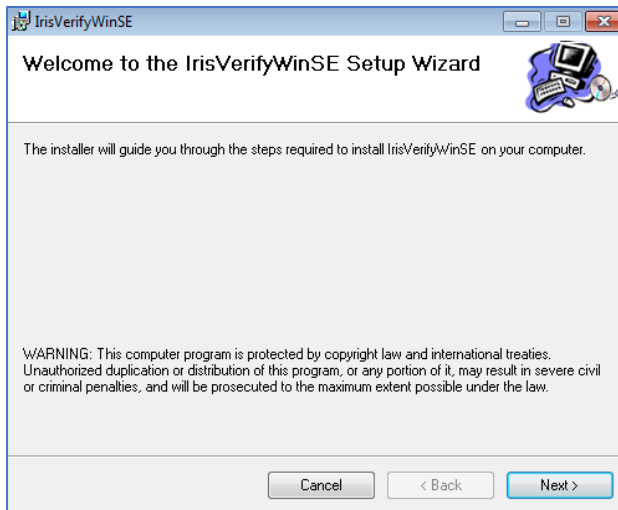 IrisVerifyWinSE
Welcome to the IrisVerifyWinSE Setup Wizard
The installer will guide you through the steps required to install IrisVerifyWinSE on your computer.
WARNING: This computer program is protected by copyright law and international treaties.
Unauthorized duplication or distribution of this program, or any portion of it, may result in severe civil
or criminal penalties, and will be prosecuted to the maximum extent possible under the law.
Cancel
< Back
Next >